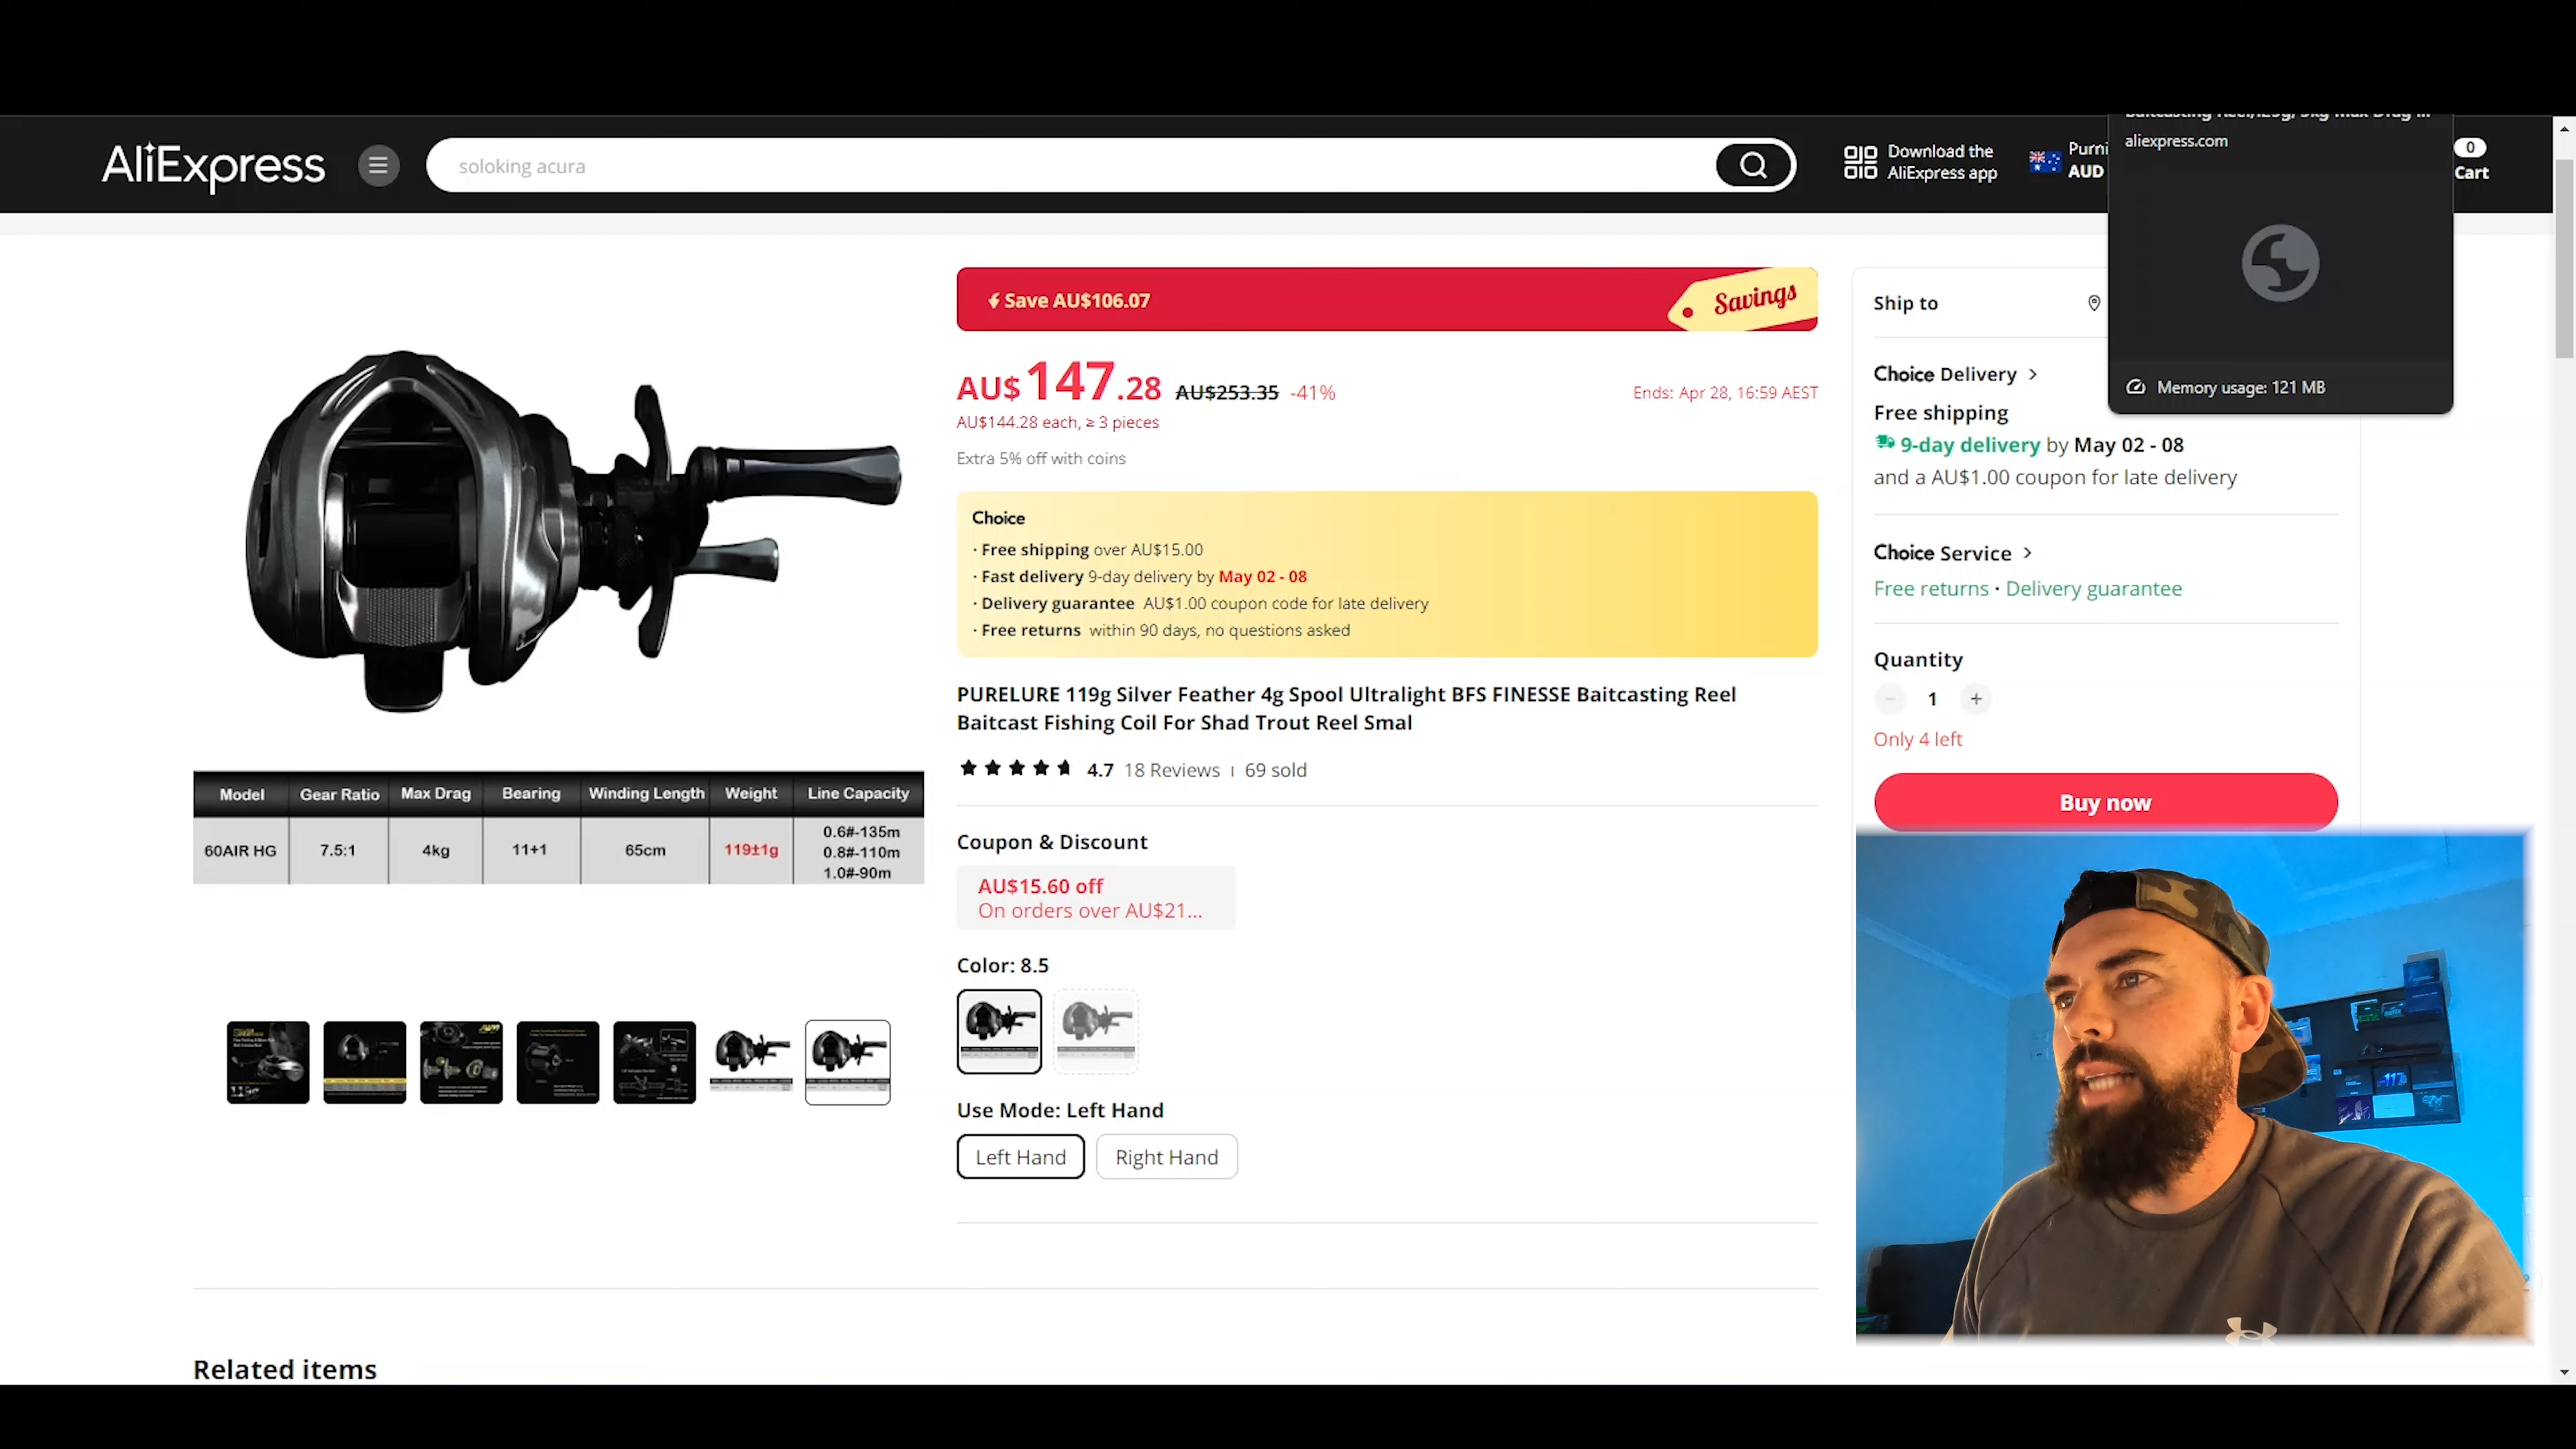 AliExpress
soloking acura
Download the
AliExpress app
Purni
AUD
aliexpress.com
Memory usage: 121 MB
0
Cart
Save AU$106.07
Savings
AU$147.28 AU$253.35 -41%
Ends: Apr 28, 16:59 AEST
AU$144.28 each, ≥ 3 pieces
Extra 5% off with coins
Choice
· Free shipping over AU$15.00
· Fast delivery 9-day delivery by May 02 - 08
· Delivery guarantee AU$1.00 coupon code for late delivery
· Free returns within 90 days, no questions asked
PURELURE 119g Silver Feather 4g Spool Ultralight BFS FINESSE Baitcasting Reel
Baitcast Fishing Coil For Shad Trout Reel Smal
4.7 18 Reviews | 69 sold
Coupon & Discount
AU$15.60 off
On orders over AU$21...
Color: 8.5
Use Mode: Left Hand
Left Hand Right Hand
Model Gear Ratio Max Drag Bearing Winding Length Weight Line Capacity
60AIR HG 7.5:1 4kg 11+1 65cm 119±1g
0.6#-135m
0.8#-110m
1.0#-90m
Ship to
Choice Delivery >
Free shipping
9-day delivery by May 02 - 08
and a AU$1.00 coupon for late delivery
Choice Service >
Free returns · Delivery guarantee
Quantity
- 1 +
Only 4 left
Buy now
Related items